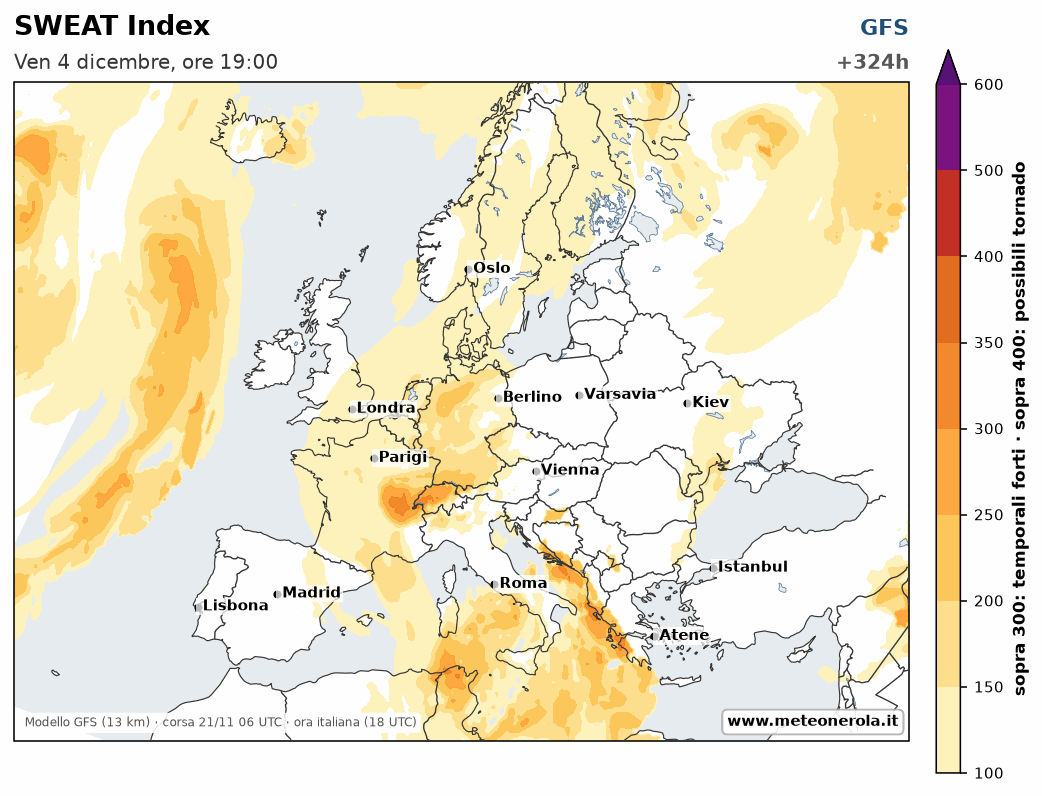 SWEAT Index
GFS
Ven 4 dicembre, ore 19:00
+324h
600
500
400
350
300
250
200
150
100
sopra 300: temporali forti · sopra 400: possibili tornado
Oslo
Berlino
Varsavia
Kiev
Londra
Parigi
Vienna
Istanbul
Roma
Madrid
Lisbona
Atene
Modello GFS (13 km) · corsa 21/11 06 UTC · ora italiana (18 UTC)
www.meteonerola.it